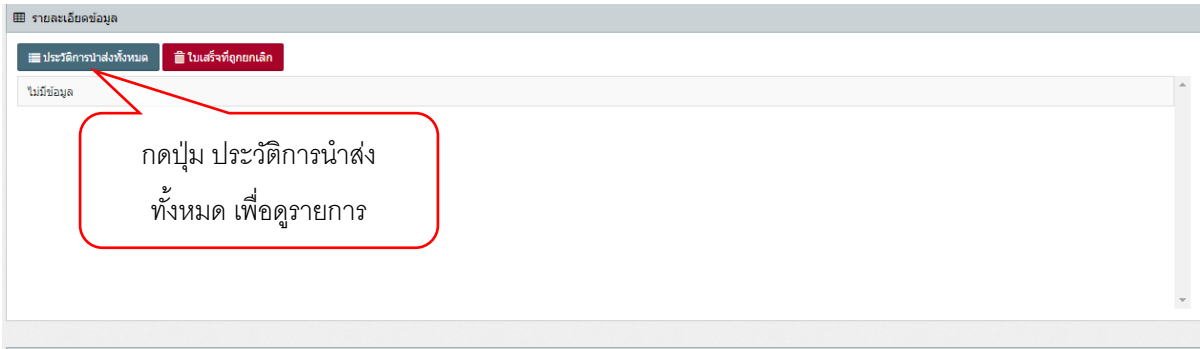 รายละเอียดข้อมูล
ประวัติการนำส่งทั้งหมด ใบเสร็จที่ถูกยกเลิก
ไม่มีข้อมูล
กดปุ่ม ประวัติการนำส่ง
ทั้งหมด เพื่อดูรายการ